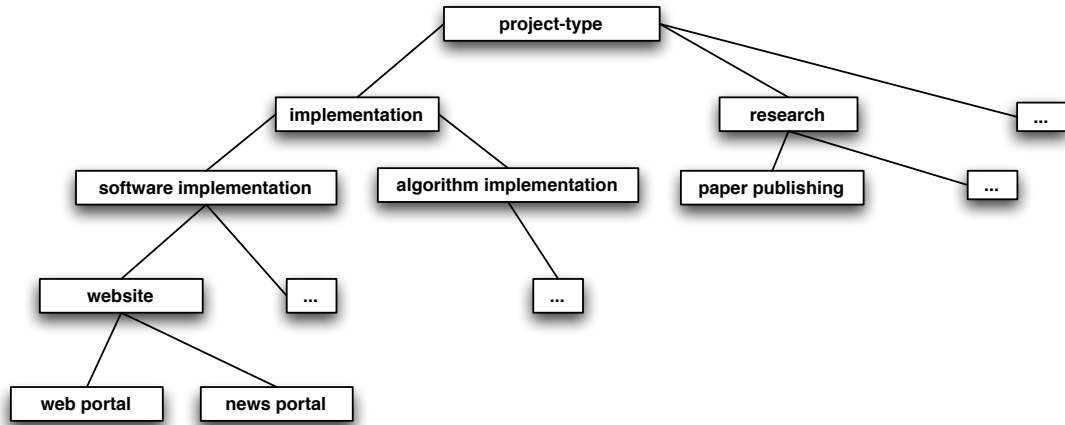 project-type
implementation
research
...
software implementation
algorithm implementation
paper publishing
...
website
...
...
web portal
news portal